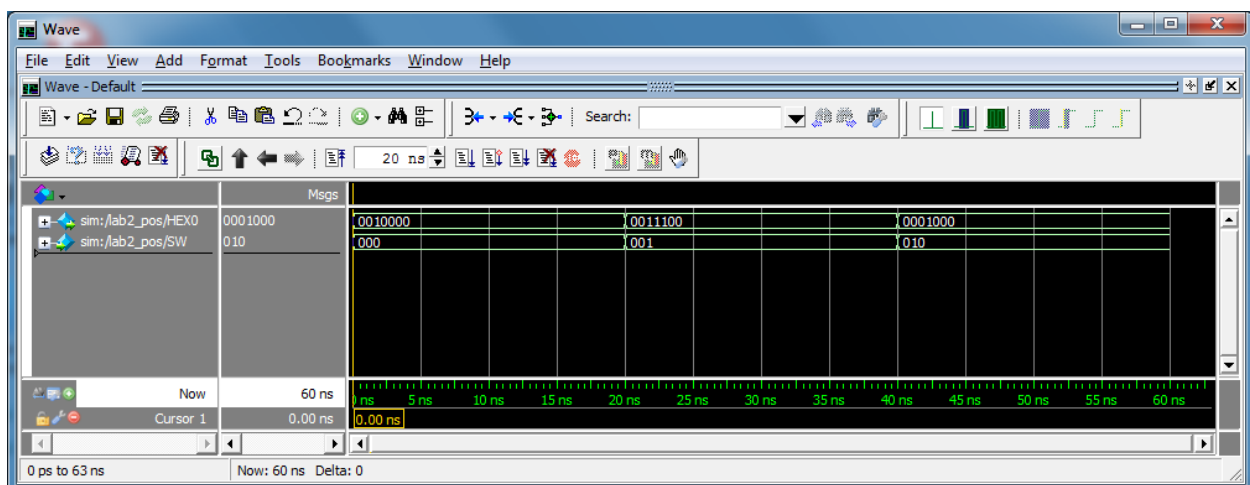 Wave
File Edit View Add Format Tools Bookmarks Window Help
Wave - Default
Search:
20 ns
Msgs
sim:/lab2_pos/HEX0 0001000 0010000 0011100 0001000
sim:/lab2_pos/SW 010 000 001 010
Now 60 ns ns 5 ns 10 ns 15 ns 20 ns 25 ns 30 ns 35 ns 40 ns 45 ns 50 ns 55 ns 60 ns
Cursor 1 0.00 ns 0.00 ns
0 ps to 63 ns Now: 60 ns Delta: 0